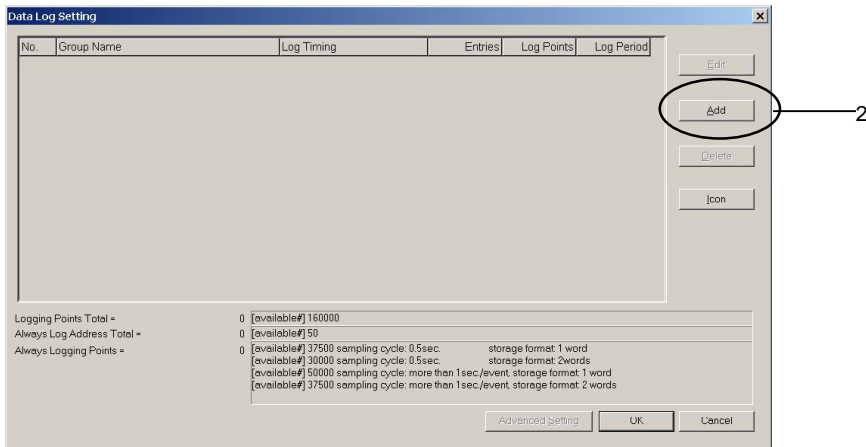 Data Log Setting
No. Group Name Log Timing Entries Log Points Log Period
Edit
Add
2
Delete
Icon
Logging Points Total = 0 [available#] 160000
Always Log Address Total = 0 [available#] 50
Always Logging Points = 0 [available#] 37500 sampling cycle: 0.5sec. storage format: 1 word
[available#] 30000 sampling cycle: 0.5sec. storage format: 2words
[available#] 50000 sampling cycle: more than 1sec./event, storage format: 1 word
[available#] 37500 sampling cycle: more than 1sec./event, storage format: 2 words
Advanced Setting OK Cancel